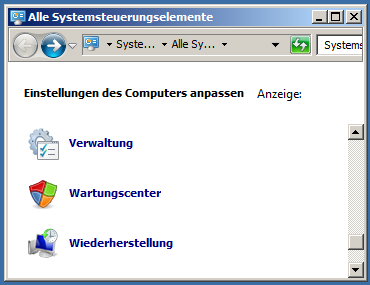 Alle Systemsteuerungselemente
Syste... Alle Sy...
Systems
Einstellungen des Computers anpassen Anzeige:
Verwaltung
Wartungscenter
Wiederherstellung